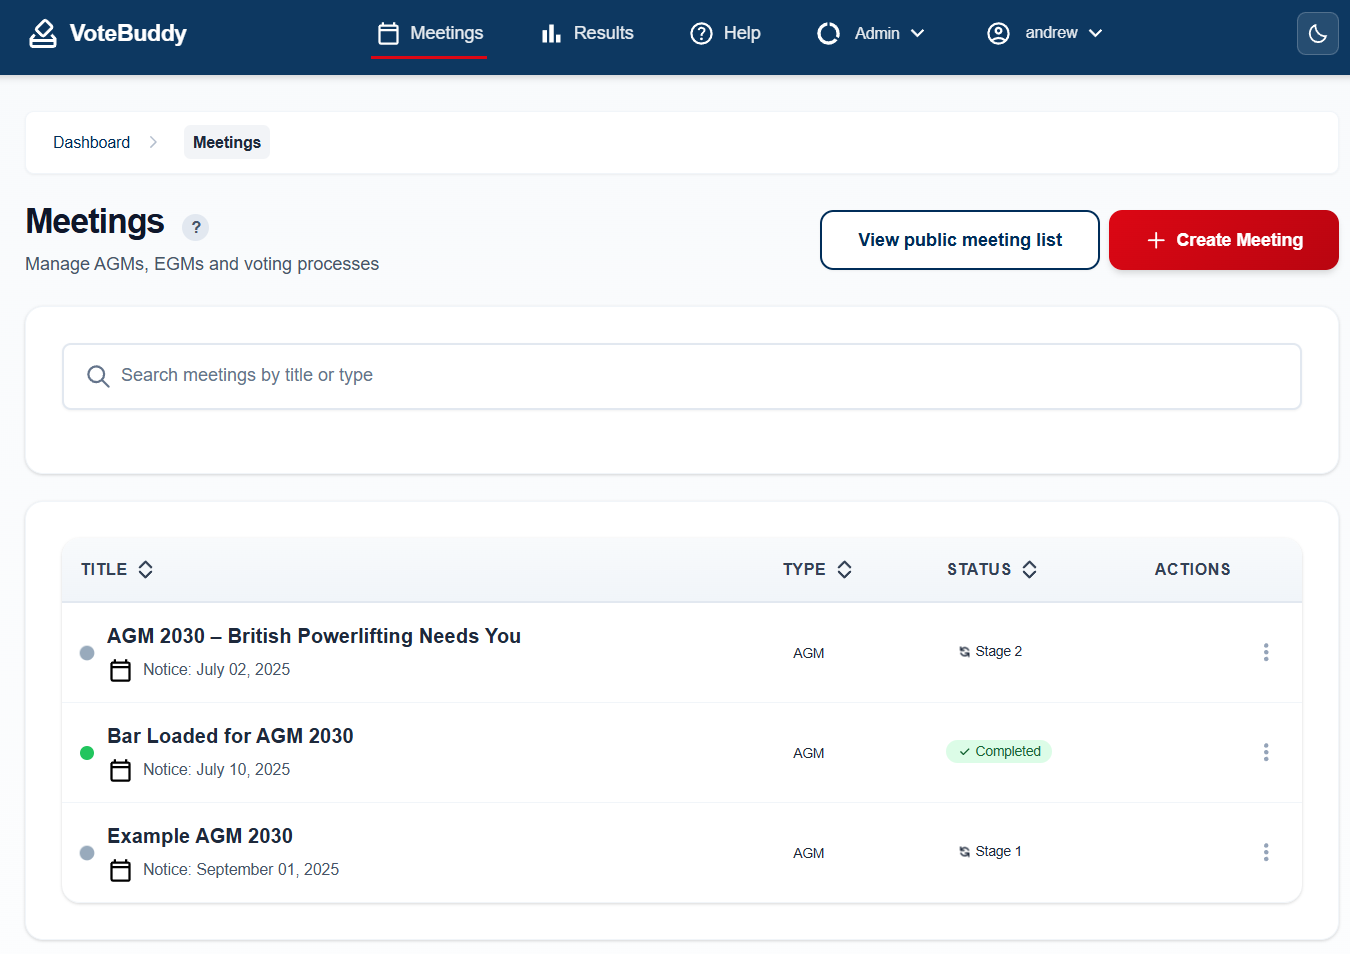 VoteBuddy
Meetings
Results
Help
Admin
andrew
Dashboard
Meetings
Meetings
?
Manage AGMs, EGMs and voting processes
View public meeting list
Create Meeting
Search meetings by title or type
TITLE
TYPE
STATUS
ACTIONS
AGM 2030 – British Powerlifting Needs You
Notice: July 02, 2025
AGM
Stage 2
Bar Loaded for AGM 2030
Notice: July 10, 2025
AGM
Completed
Example AGM 2030
Notice: September 01, 2025
AGM
Stage 1